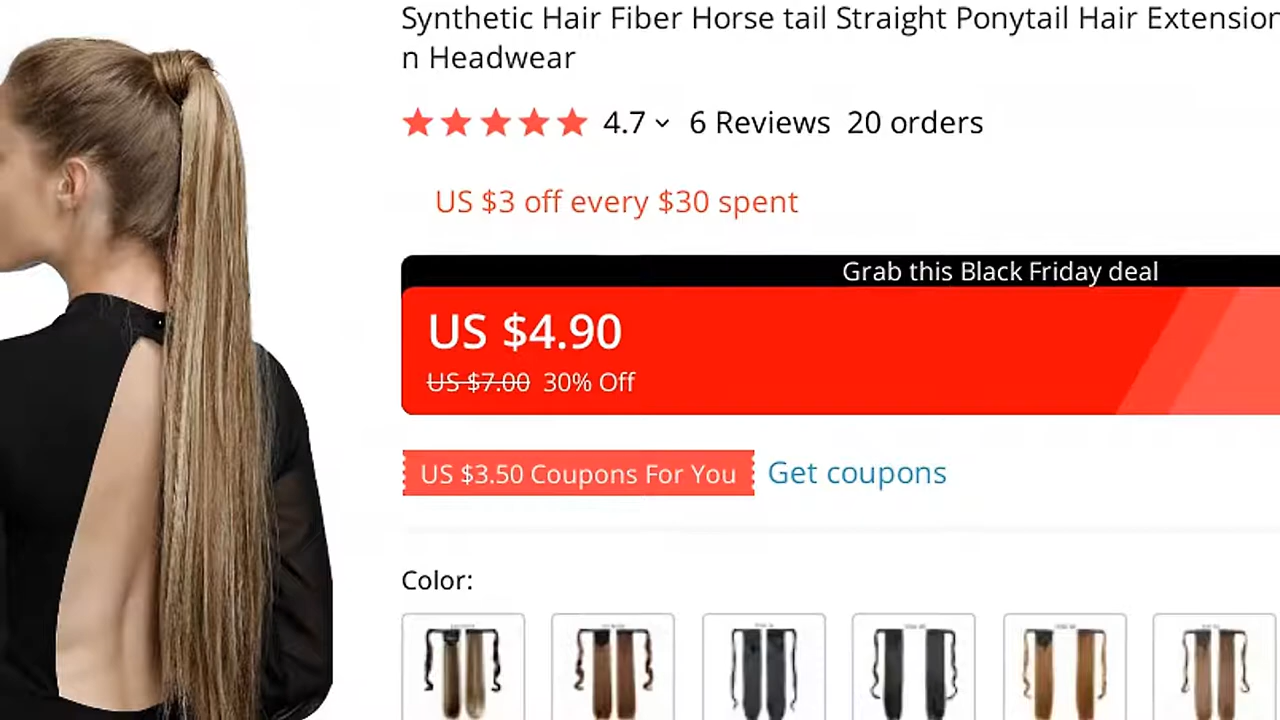 Synthetic Hair Fiber Horse tail Straight Ponytail Hair Extension
n Headwear
4.7 6 Reviews 20 orders
US $3 off every $30 spent
Grab this Black Friday deal
US $4.90
US $7.00 30% Off
US $3.50 Coupons For You Get coupons
Color: